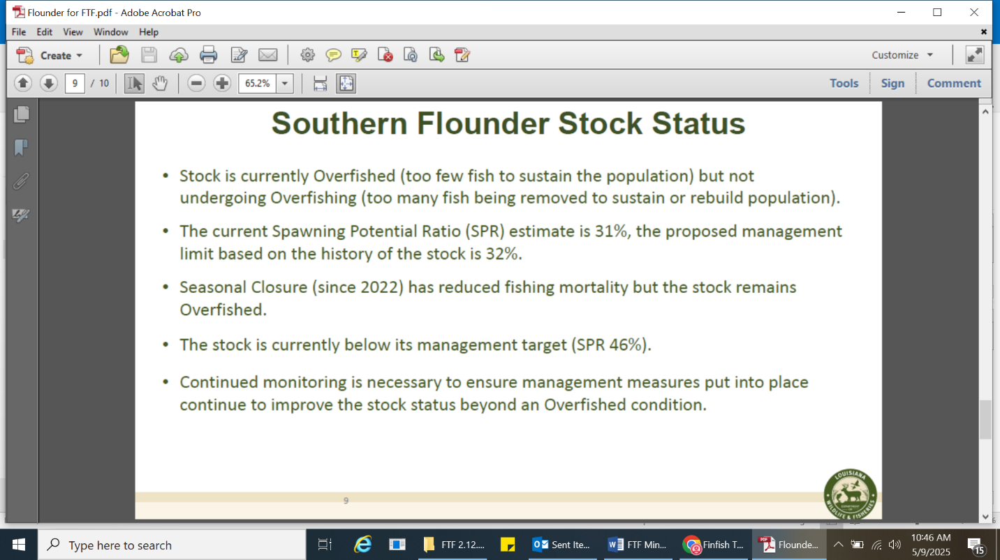 Flounder for FTF.pdf - Adobe Acrobat Pro
File Edit View Window Help
Create
Customize
9 / 10 65.2%
Tools Sign Comment
Southern Flounder Stock Status
• Stock is currently Overfished (too few fish to sustain the population) but not
undergoing Overfishing (too many fish being removed to sustain or rebuild population).
• The current Spawning Potential Ratio (SPR) estimate is 31%, the proposed management
limit based on the history of the stock is 32%.
• Seasonal Closure (since 2022) has reduced fishing mortality but the stock remains
Overfished.
• The stock is currently below its management target (SPR 46%).
• Continued monitoring is necessary to ensure management measures put into place
continue to improve the stock status beyond an Overfished condition.
9
LOUISIANA
DEPARTMENT
WILDLIFE & FISHERIES
Type here to search
FTF 2.12.... Sent Ite... FTF Min... Finfish T... Flounde...
10:46 AM
5/9/2025
15